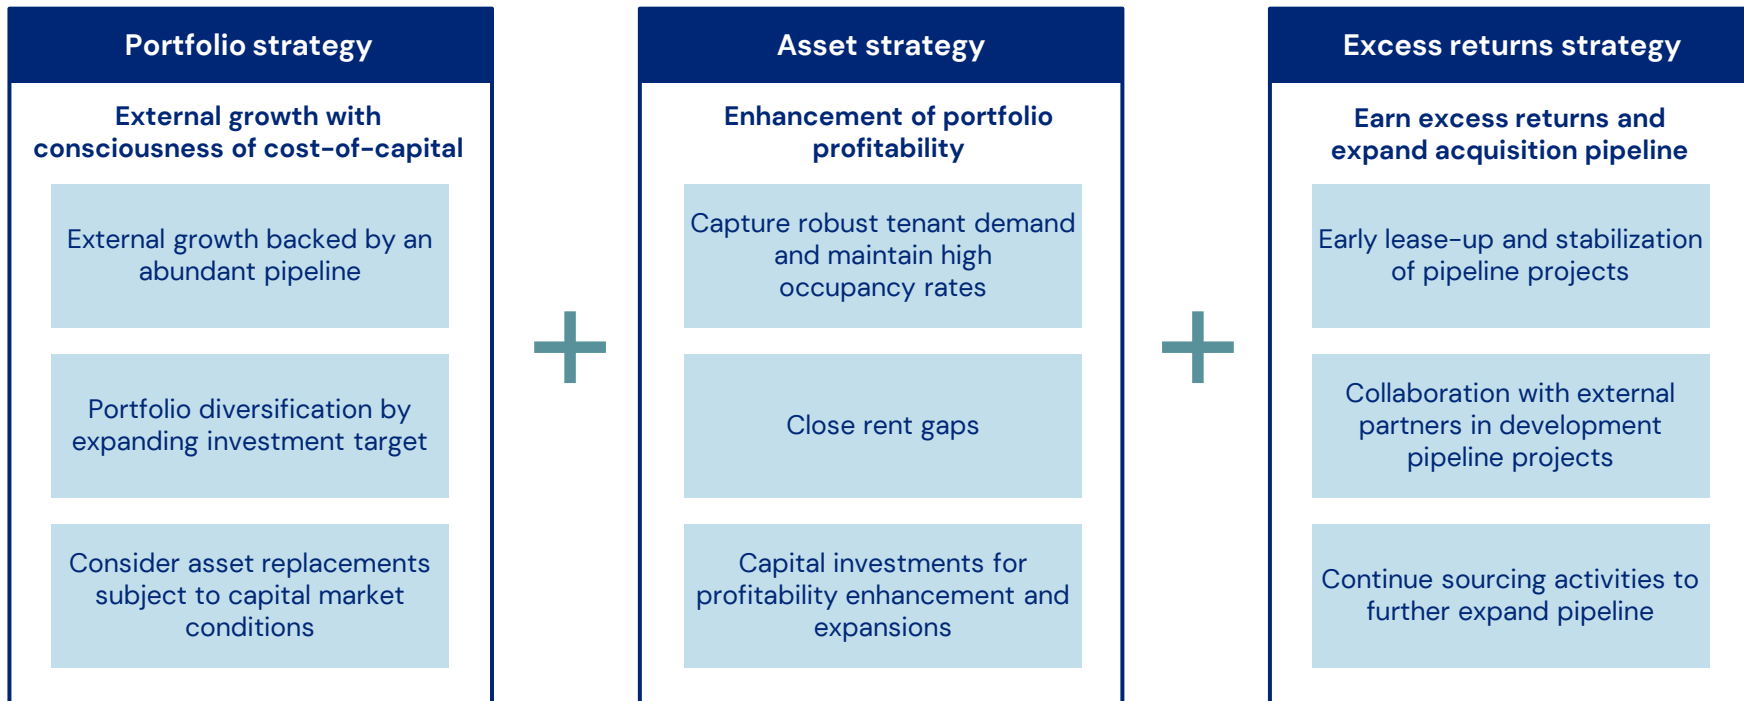 Portfolio strategy
External growth with
consciousness of cost-of-capital
External growth backed by an
abundant pipeline
Portfolio diversification by
expanding investment target
Consider asset replacements
subject to capital market
conditions
Asset strategy
Enhancement of portfolio
profitability
Capture robust tenant demand
and maintain high
occupancy rates
Close rent gaps
Capital investments for
profitability enhancement and
expansions
Excess returns strategy
Earn excess returns and
expand acquisition pipeline
Early lease-up and stabilization
of pipeline projects
Collaboration with external
partners in development
pipeline projects
Continue sourcing activities to
further expand pipeline